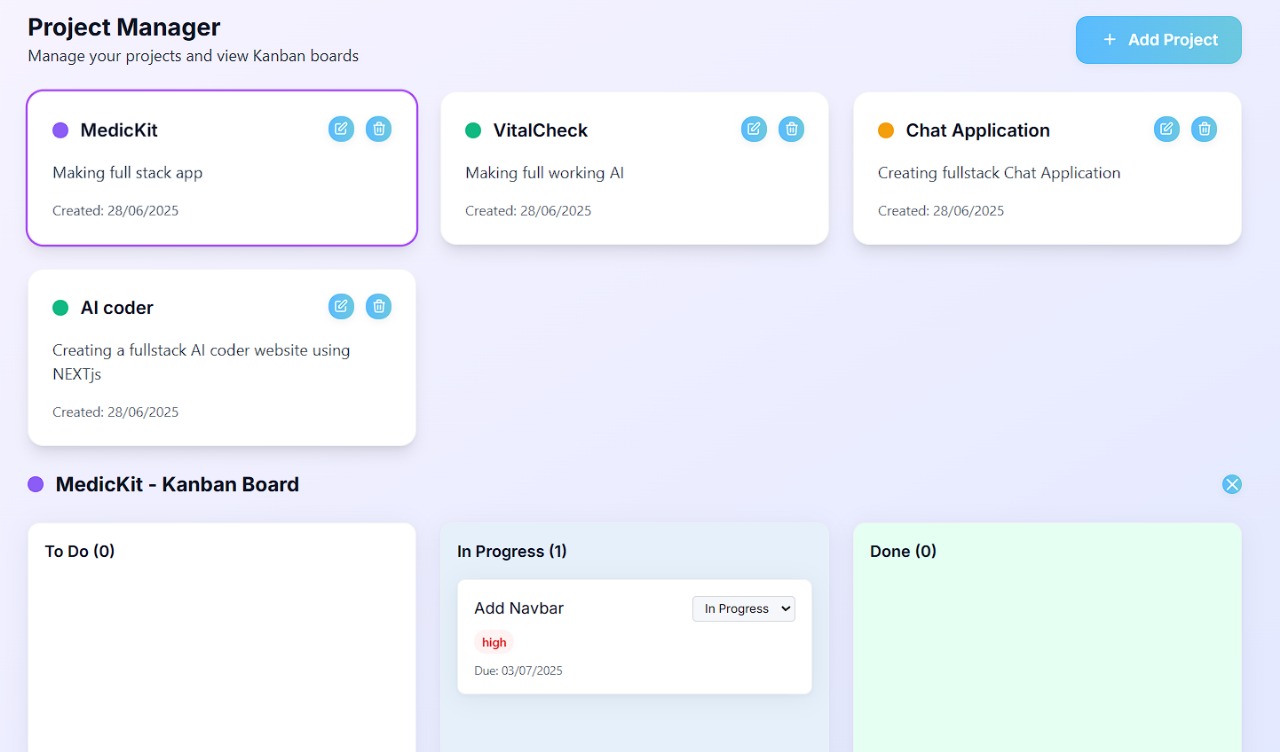 Project Manager
Manage your projects and view Kanban boards
+ Add Project
MedicKit
Making full stack app
Created: 28/06/2025
VitalCheck
Making full working AI
Created: 28/06/2025
Chat Application
Creating fullstack Chat Application
Created: 28/06/2025
AI coder
Creating a fullstack AI coder website using
NEXTjs
Created: 28/06/2025
MedicKit - Kanban Board
To Do (0)
In Progress (1)
Add Navbar
In Progress
high
Due: 03/07/2025
Done (0)